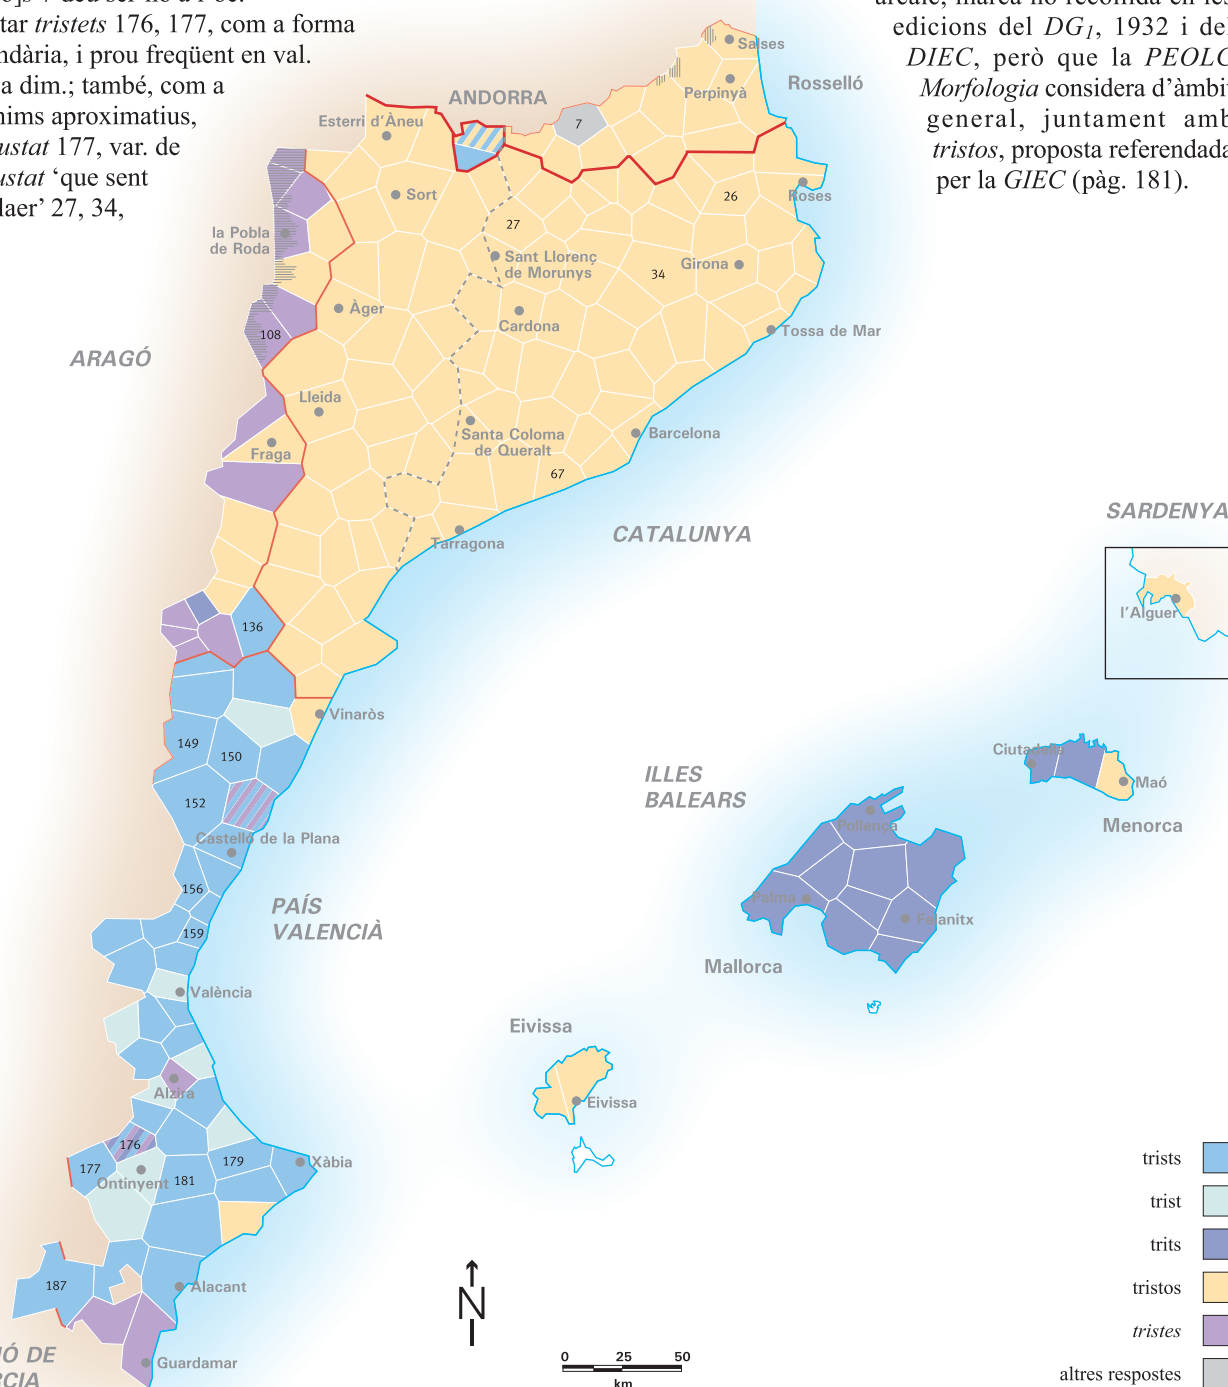 tar tristets 176, 177, com a forma
ndària, i prou freqüent en val.
a dim.; també, com a
nims aproximatius,
ustat 177, var. de
ustat ‘que sent
laer’ 27, 34,
edicions del DG1, 1932 i del
DIEC, però que la PEOLC
Morfologia considera d’àmbit
general, juntament amb
tristos, proposta referendada
per la GIEC (pàg. 181).
Salses
Rosselló
Perpinyà
ANDORRA
7
Esterri d’Àneu
Sort
26
Roses
27
la Pobla
de Roda
Sant Llorenç
de Morunys
34
Girona
Àger
Cardona
108
Tossa de Mar
ARAGÓ
Lleida
Santa Coloma
de Queralt
Barcelona
Fraga
67
Tarragona
CATALUNYA
SARDENYA
l’Alguer
136
Vinaròs
149
150
152
Castelló de la Plana
ILLES
BALEARS
Ciutadella
Maó
Menorca
Pollença
Palma
Felanitx
Mallorca
156
159
PAÍS
VALENCIÀ
València
Eivissa
Eivissa
Alzira
176
177
Ontinyent
179
181
Xàbia
187
Alacant
Guardamar
IÓ DE
RCIA
N
0 25 50
km
trists
trist
trits
tristos
tristes
altres respostes